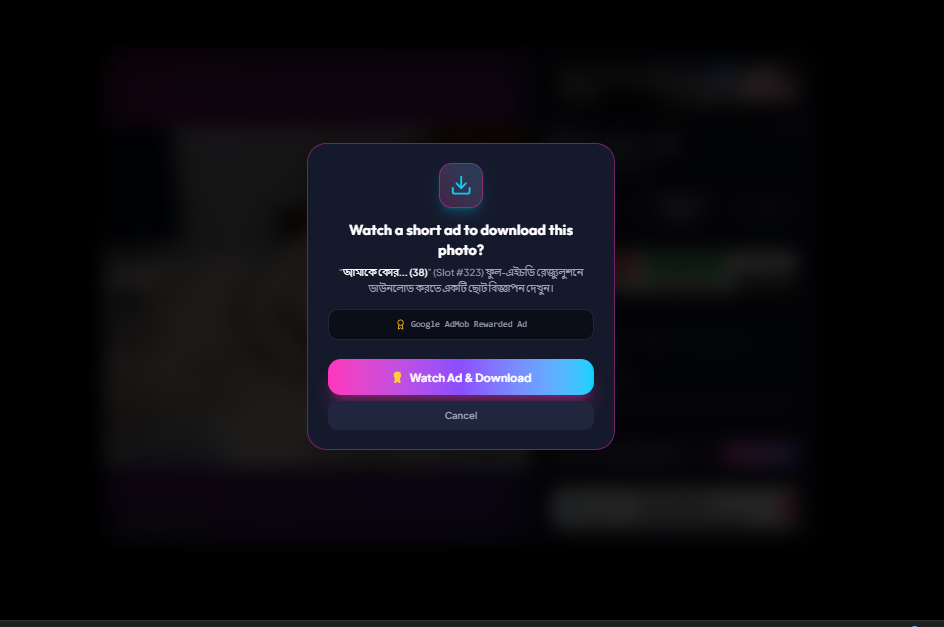 Watch a short ad to download this
photo?
"আমাকে কোর... (38)" (Slot #323) ফুল-এইচডি রেজ্যুলুশনে
ডাউনলোড করতে একটি ছোট বিজ্ঞাপন দেখুন।
Google AdMob Rewarded Ad
Watch Ad & Download
Cancel